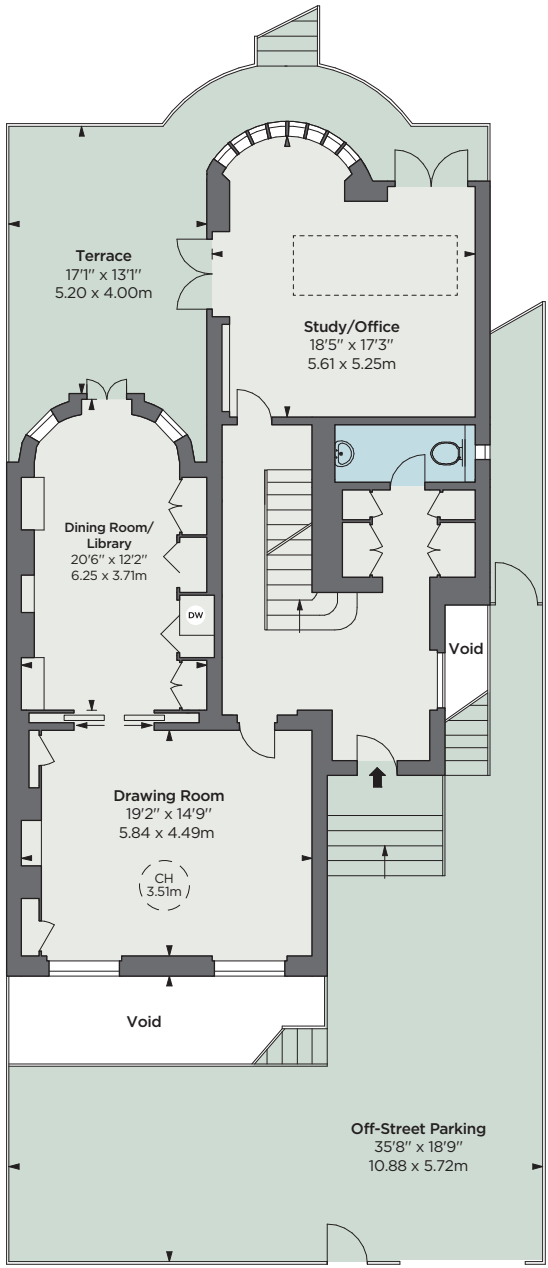 Terrace
17'1" x 13'1"
5.20 x 4.00m
Study/Office
18'5" x 17'3"
5.61 x 5.25m
Dining Room/
Library
20'6" x 12'2"
6.25 x 3.71m
DW
Void
Drawing Room
19'2" x 14'9"
5.84 x 4.49m
CH
3.51m
Void
Off-Street Parking
35'8" x 18'9"
10.88 x 5.72m